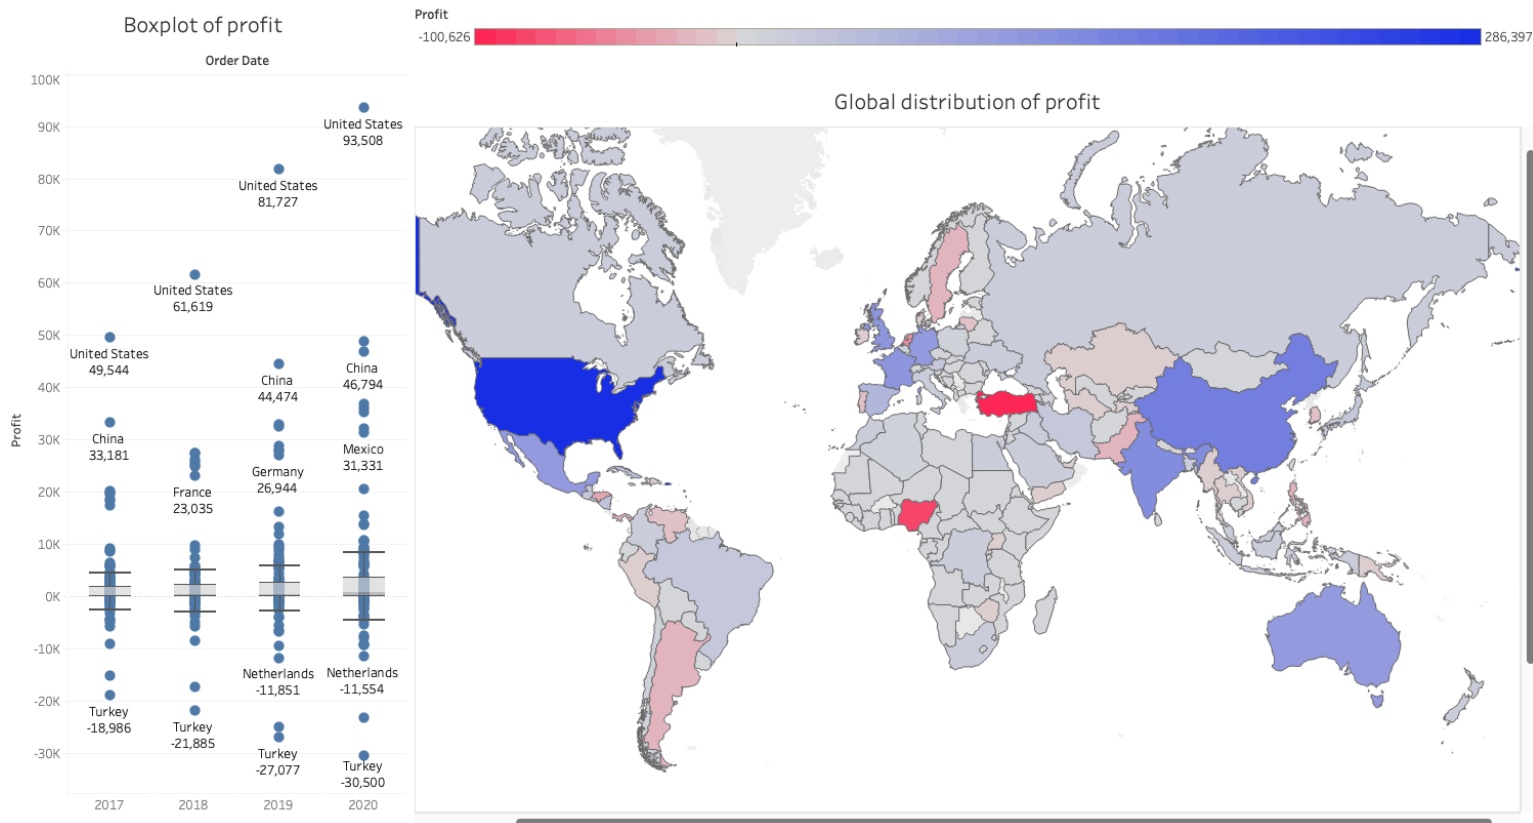 Boxplot of profit
Order Date
Profit
100K
90K
80K
70K
60K
50K
40K
30K
20K
10K
0K
-10K
-20K
-30K
United States
49,544
China
33,181
Turkey
-18,986
United States
61,619
France
23,035
Turkey
-21,885
United States
81,727
China
44,474
Germany
26,944
Netherlands
-11,851
Turkey
-27,077
United States
93,508
China
46,794
Mexico
31,331
Netherlands
-11,554
Turkey
-30,500
2017
2018
2019
2020
Profit
-100,626
286,397
Global distribution of profit